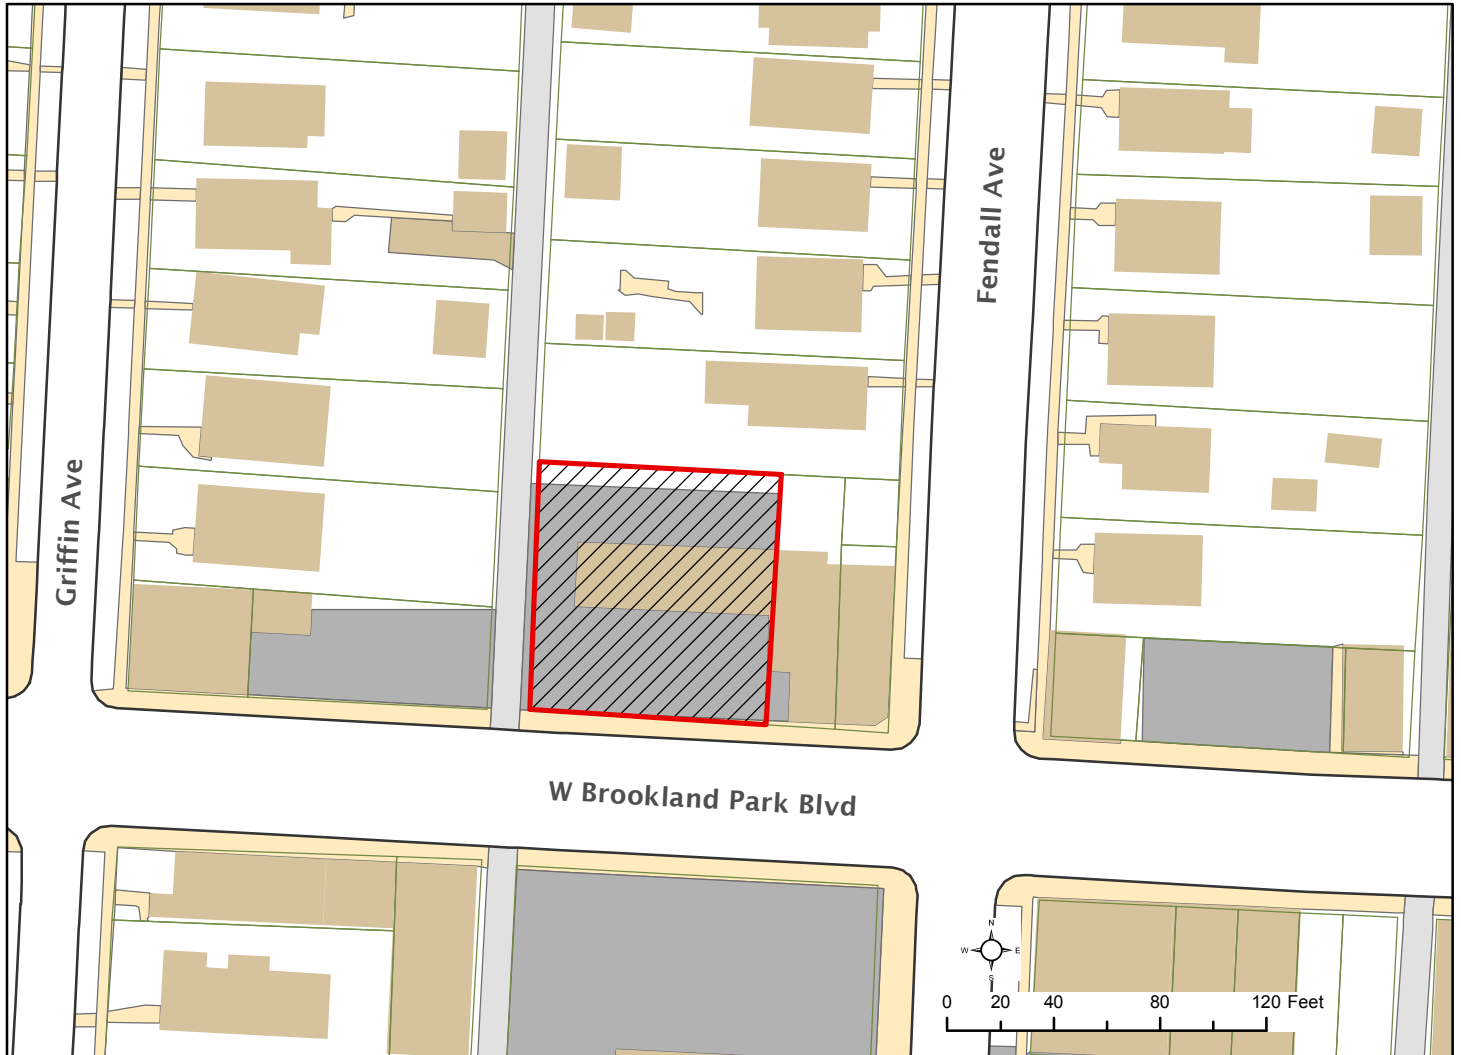 Fendall Ave
Griffin Ave
W Brookland Park Blvd
N
W E
S
0 20 40 80 120 Feet